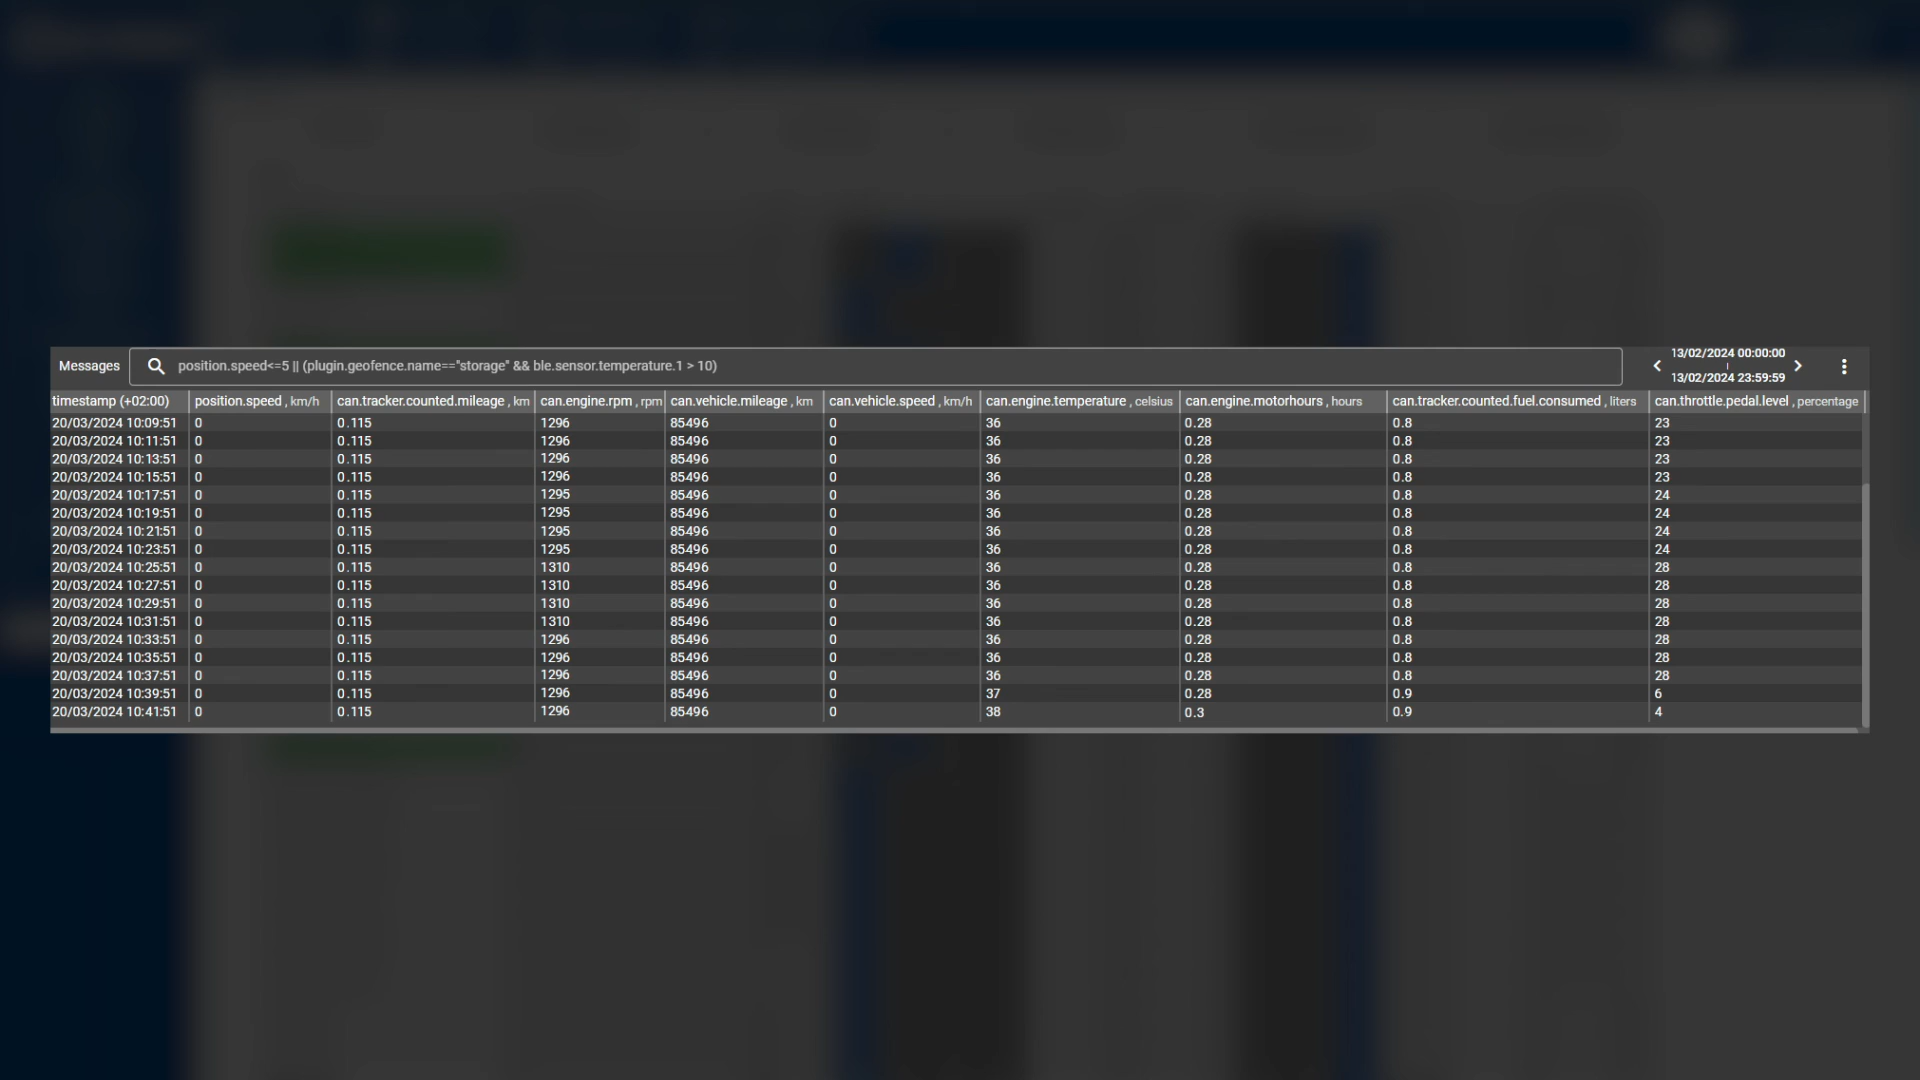 Messages position.speed<=5 || (plugin.geofence.name=="storage" && ble.sensor.temperature.1 > 10)
13/02/2024 00:00:00
13/02/2024 23:59:59
timestamp (+02:00) position.speed , km/h can.tracker.counted.mileage , km can.engine.rpm , rpm can.vehicle.mileage , km can.vehicle.speed , km/h can.engine.temperature , celsius can.engine.motorhours , hours can.tracker.counted.fuel.consumed , liters can.throttle.pedal.level , percentage
20/03/2024 10:09:51 0 0.115 1296 85496 0 36 0.28 0.8 23
20/03/2024 10:11:51 0 0.115 1296 85496 0 36 0.28 0.8 23
20/03/2024 10:13:51 0 0.115 1296 85496 0 36 0.28 0.8 23
20/03/2024 10:15:51 0 0.115 1296 85496 0 36 0.28 0.8 23
20/03/2024 10:17:51 0 0.115 1295 85496 0 36 0.28 0.8 24
20/03/2024 10:19:51 0 0.115 1295 85496 0 36 0.28 0.8 24
20/03/2024 10:21:51 0 0.115 1295 85496 0 36 0.28 0.8 24
20/03/2024 10:23:51 0 0.115 1295 85496 0 36 0.28 0.8 24
20/03/2024 10:25:51 0 0.115 1310 85496 0 36 0.28 0.8 28
20/03/2024 10:27:51 0 0.115 1310 85496 0 36 0.28 0.8 28
20/03/2024 10:29:51 0 0.115 1310 85496 0 36 0.28 0.8 28
20/03/2024 10:31:51 0 0.115 1310 85496 0 36 0.28 0.8 28
20/03/2024 10:33:51 0 0.115 1296 85496 0 36 0.28 0.8 28
20/03/2024 10:35:51 0 0.115 1296 85496 0 36 0.28 0.8 28
20/03/2024 10:37:51 0 0.115 1296 85496 0 36 0.28 0.8 28
20/03/2024 10:39:51 0 0.115 1296 85496 0 37 0.28 0.9 6
20/03/2024 10:41:51 0 0.115 1296 85496 0 38 0.3 0.9 4